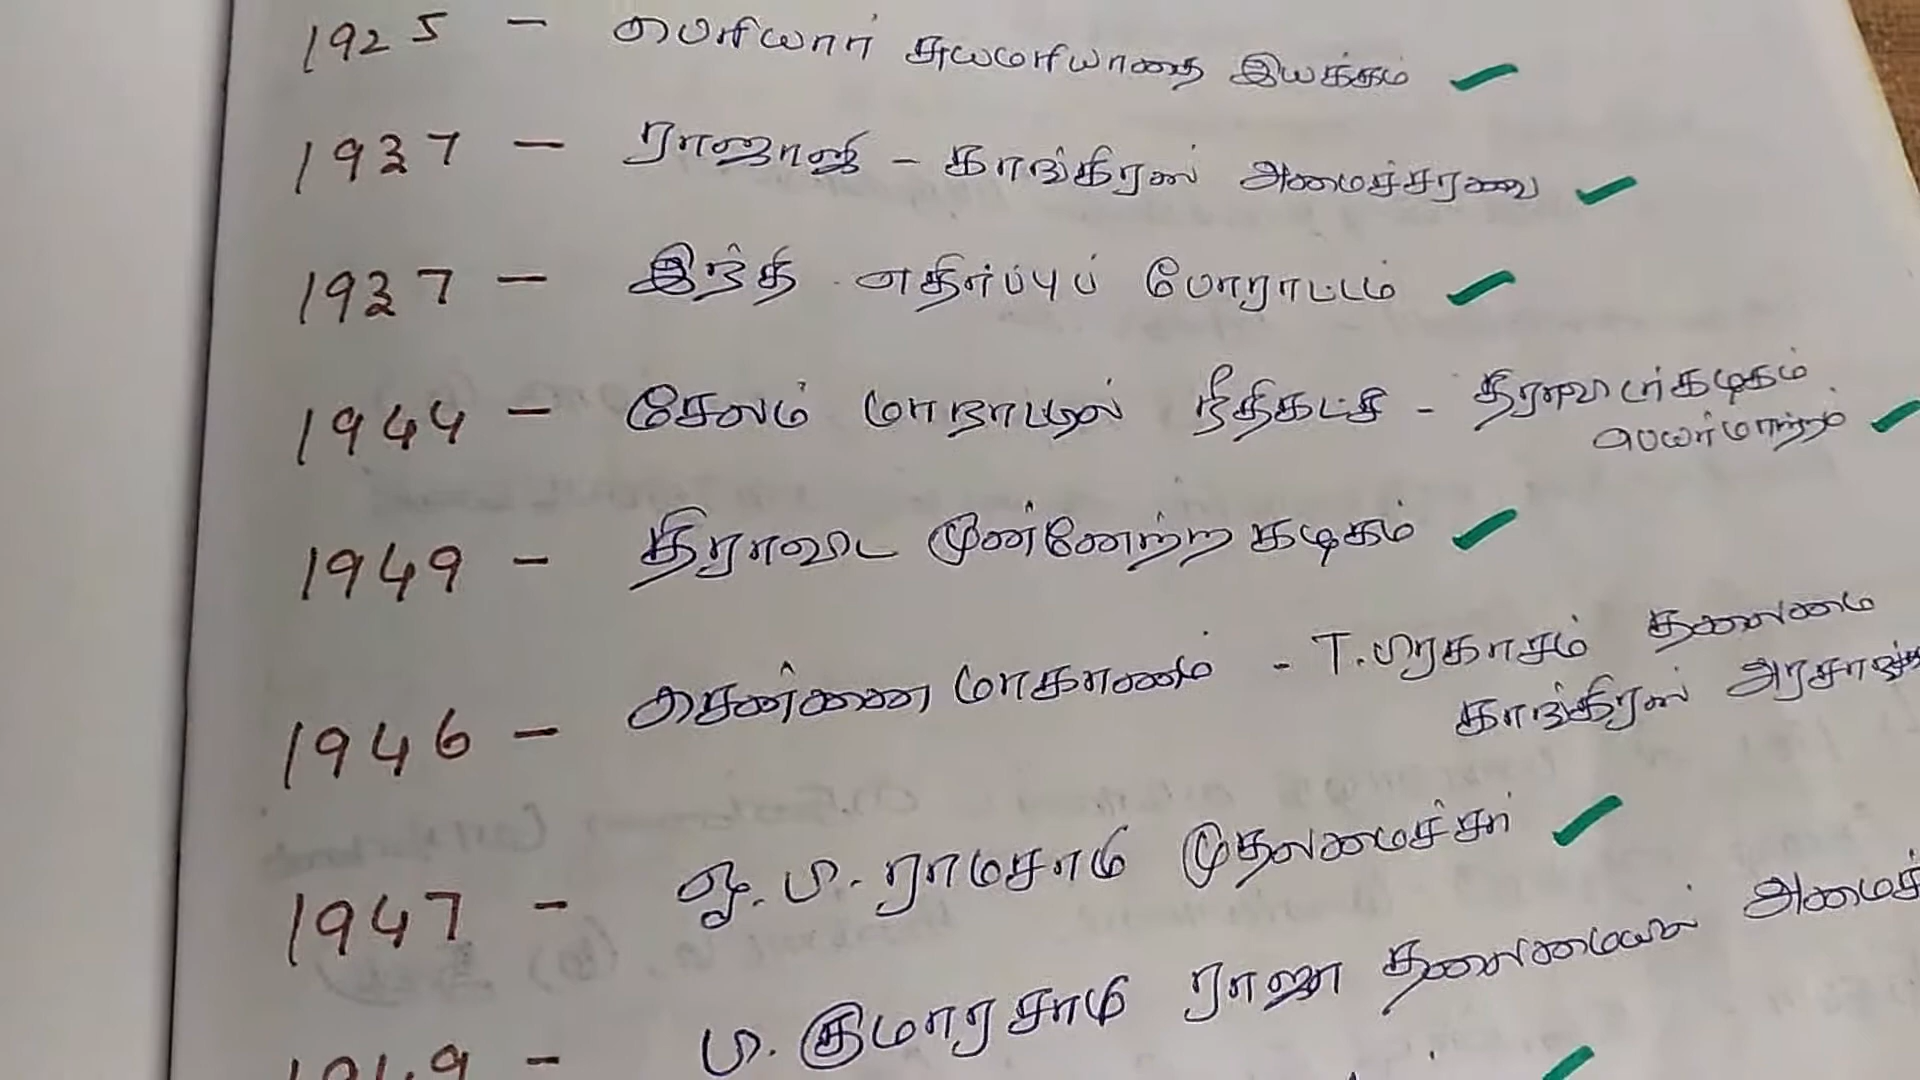 1925 - பெரியார் சுயமரியாதை இயக்கம்
1937 - ராஜாஜி - காங்கிரஸ் அமைச்சரவை
1937 - இந்தி எதிர்ப்புப் போராட்டம்
1944 - சேலம் மாநாட்டில் நீதிகட்சி - திராவிடர்கழகம்
பெயர்மாற்றம்
1949 - திராவிட முன்னேற்ற கழகம்
1946 - சென்னை மாகாணம் - T.பிரகாசம் தலைமை
காங்கிரஸ்
1947 - ஓ.பி.ராமசாமி முதலமைச்சர்
1949 - பி.குமாரசாமி ராஜா தலைமையில்